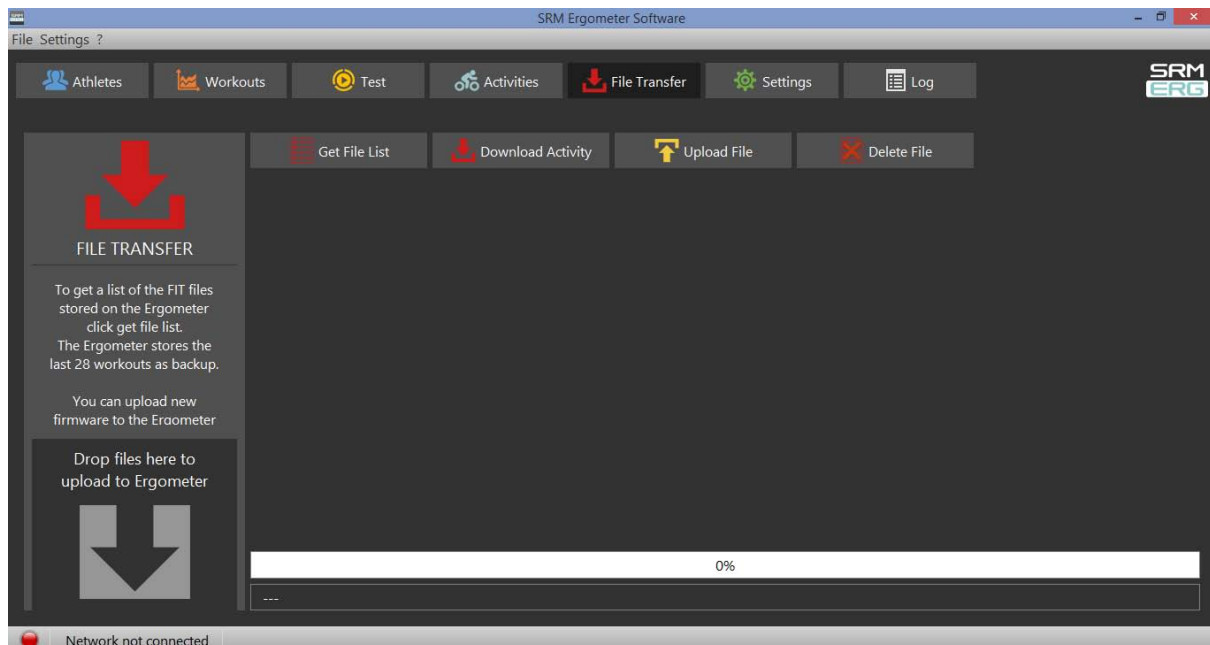 SRM Ergometer Software
File Settings ?
Athletes
Workouts
Test
Activities
File Transfer
Settings
Log
SRM
ERG
Get File List
Download Activity
Upload File
Delete File
FILE TRANSFER
To get a list of the FIT files
stored on the Ergometer
click get file list.
The Ergometer stores the
last 28 workouts as backup.
You can upload new
firmware to the Ergometer
Drop files here to
upload to Ergometer
0%
---
Network not connected